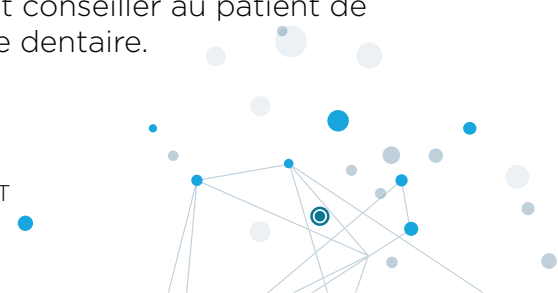 t conseiller au patient de
e dentaire.
T